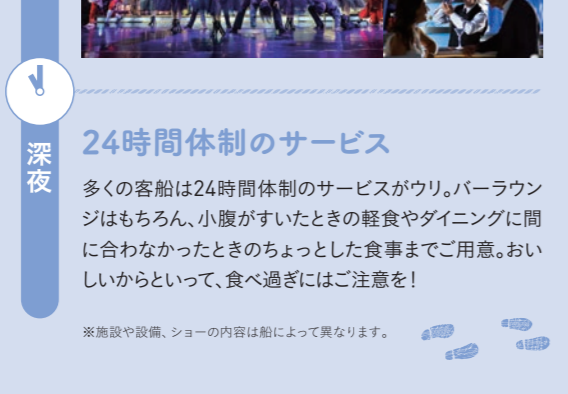 深夜
24時間体制のサービス
多くの客船は24時間体制のサービスがウリ。バーラウン
ジはもちろん、小腹がすいたときの軽食やダイニングに間
に合わなかったときのちょっとした食事までご用意。おい
しいからといって、食べ過ぎにはご注意を!
※施設や設備、ショーの内容は船によって異なります。